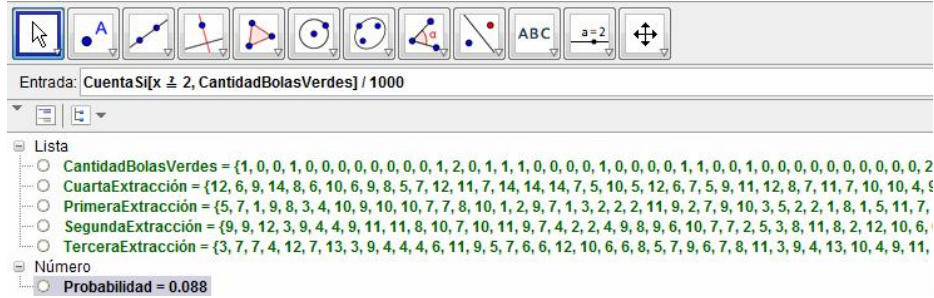 A
α
ABC
a=2
Entrada: CuentaSi[x ≟ 2, CantidadBolasVerdes] / 1000
Lista
CantidadBolasVerdes = {1, 0, 0, 1, 0, 0, 0, 0, 0, 0, 0, 0, 1, 2, 0, 1, 1, 1, 0, 0, 0, 0, 1, 0, 0, 0, 0, 1, 1, 0, 0, 1, 0, 0, 0, 0, 0, 0, 0, 0, 0, 0, 2
CuartaExtracción = {12, 6, 9, 14, 8, 6, 10, 6, 9, 8, 5, 7, 12, 11, 7, 14, 14, 14, 7, 5, 10, 5, 12, 6, 7, 5, 9, 11, 12, 8, 7, 11, 7, 10, 10, 4, 9
PrimeraExtracción = {5, 7, 1, 9, 8, 3, 4, 10, 9, 10, 10, 7, 7, 8, 10, 1, 2, 9, 7, 1, 3, 2, 2, 2, 11, 9, 2, 7, 9, 10, 3, 5, 2, 2, 1, 8, 1, 5, 11, 7,
SegundaExtracción = {9, 9, 12, 3, 9, 4, 4, 9, 11, 11, 8, 10, 7, 10, 11, 9, 7, 4, 2, 2, 4, 9, 8, 9, 6, 10, 7, 7, 2, 5, 3, 8, 11, 8, 2, 12, 10, 6,
TerceraExtracción = {3, 7, 7, 4, 12, 7, 13, 3, 9, 4, 4, 4, 6, 11, 9, 5, 7, 6, 6, 12, 10, 6, 6, 8, 5, 7, 9, 6, 7, 8, 11, 3, 9, 4, 13, 10, 4, 9, 11,
Número
Probabilidad = 0.088